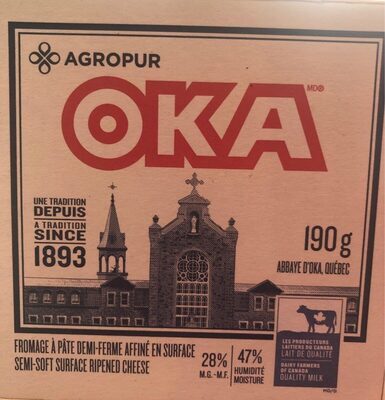 AGROPUR
OKA MD®
UNE TRADITION
DEPUIS
A TRADITION
SINCE
1893
190 g
ABBAYE D'OKA, QUÉBEC
LES PRODUCTEURS
LAITIERS DU CANADA
LAIT DE QUALITÉ
DAIRY FARMERS
OF CANADA
QUALITY MILK
MD/®
FROMAGE À PÂTE DEMI-FERME AFFINÉ EN SURFACE
SEMI-SOFT SURFACE RIPENED CHEESE
28%
M.G. - M.F.
47%
HUMIDITÉ
MOISTURE